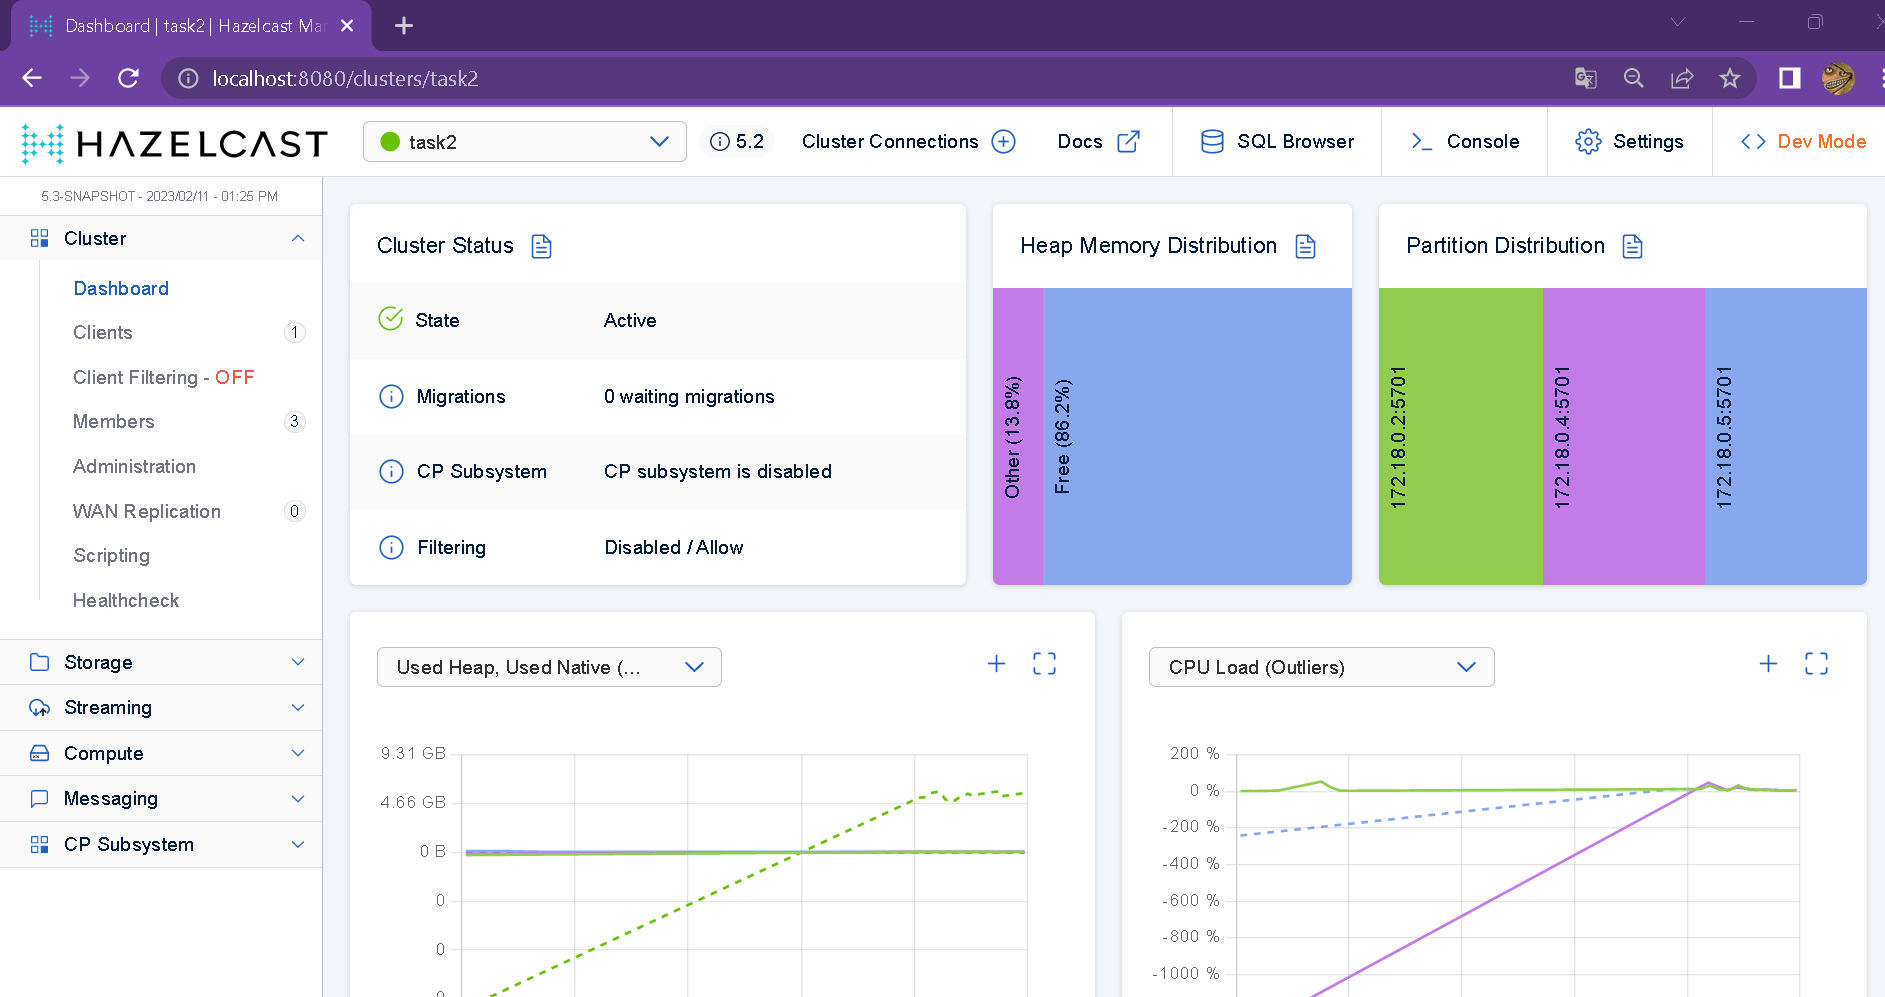 Dashboard | task2 | Hazelcast Mar
localhost:8080/clusters/task2
HAZELCAST
task2
5.2
Cluster Connections
Docs
SQL Browser
Console
Settings
Dev Mode
5.3-SNAPSHOT - 2023/02/11 - 01:25 PM
Cluster
Dashboard
Clients 1
Client Filtering - OFF
Members 3
Administration
WAN Replication 0
Scripting
Healthcheck
Storage
Streaming
Compute
Messaging
CP Subsystem
Cluster Status
State Active
Migrations 0 waiting migrations
CP Subsystem CP subsystem is disabled
Filtering Disabled / Allow
Heap Memory Distribution
Other (13.8%)
Free (86.2%)
Partition Distribution
172.18.0.2:5701
172.18.0.4:5701
172.18.0.5:5701
Used Heap, Used Native (...
9.31 GB
4.66 GB
0 B
0
0
0
CPU Load (Outliers)
200 %
0 %
-200 %
-400 %
-600 %
-800 %
-1000 %